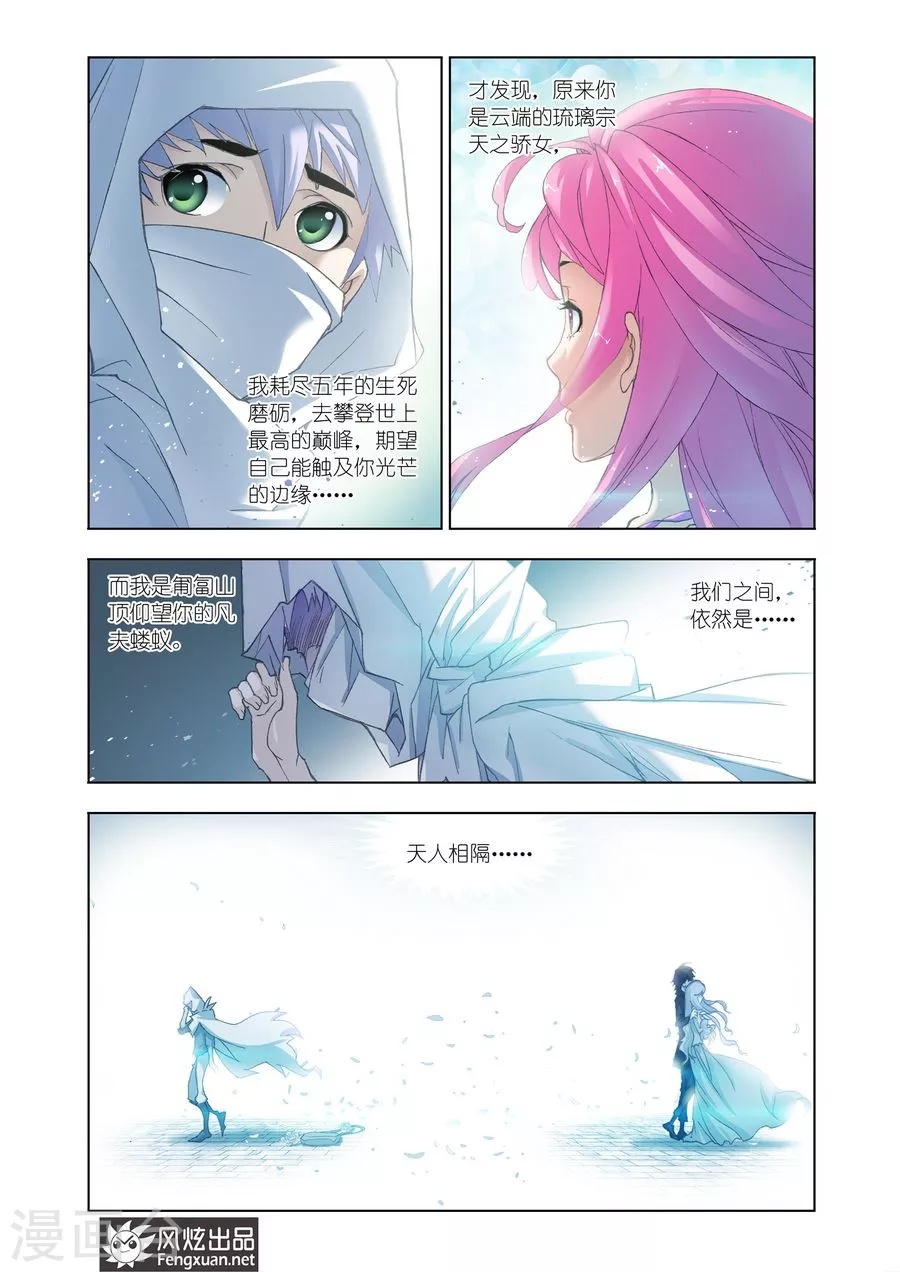 我耗尽五年的生死
磨砺，去攀登世上
最高的巅峰，期望
自己能触及你光芒
的边缘……
才发现，原来你
是云端的琉璃宗
天之骄女，
而我是匍匐山
顶仰望你的凡
夫蝼蚁。
我们之间，
依然是……
天人相隔……
漫画台
风炫出品
Fengxuan.net